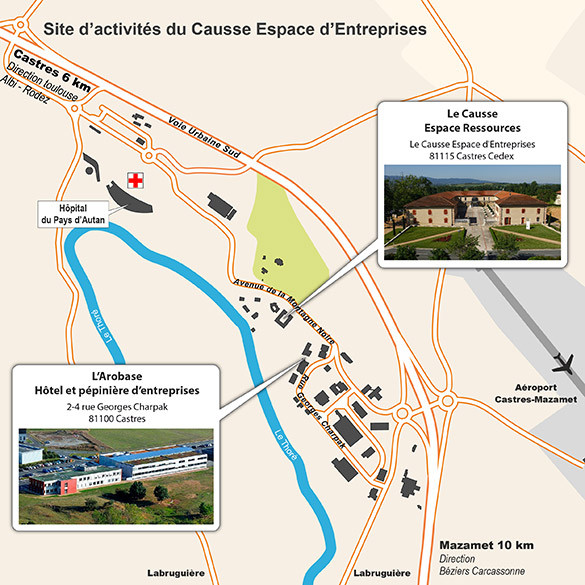 Site d'activités du Causse Espace d'Entreprises
Castres 6 km
Direction toulouse
Albi - Rodez
Voie Urbaine Sud
Le Causse
Espace Ressources
Le Causse Espace d'Entreprises
81115 Castres Cedex
Hôpital
du Pays d'Autan
Avenue de la Montagne Noire
Le Thoré
L'Arobase
Hôtel et pépinière d'entreprises
2-4 rue Georges Charpak
81100 Castres
Rue Georges Charpak
Aéroport
Castres-Mazamet
Le Thoré
Mazamet 10 km
Direction
Béziers Carcassonne
Labruguière
Labruguière